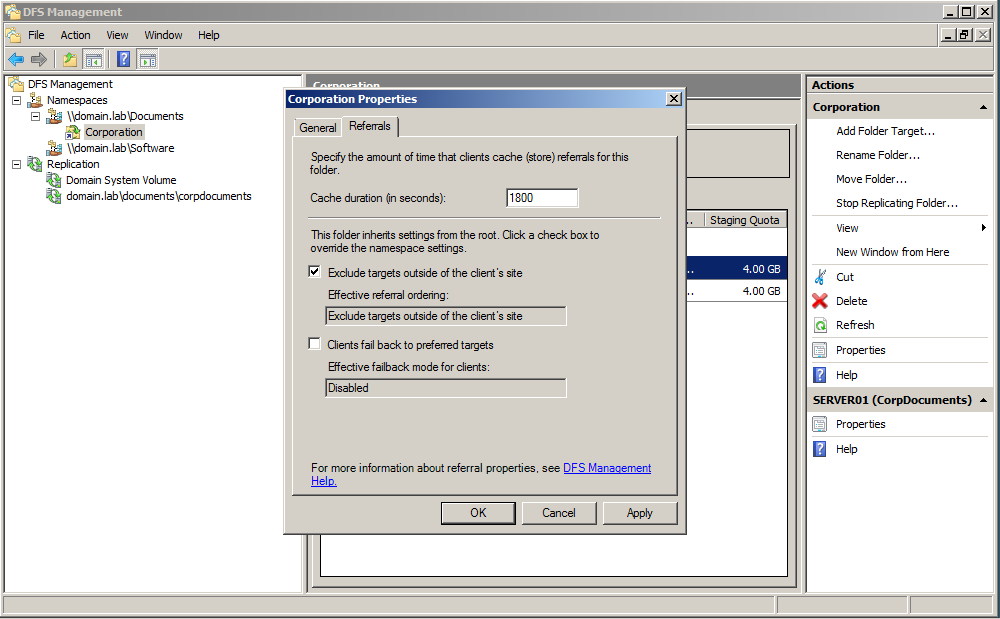 DFS Management
File Action View Window Help
DFS Management
Namespaces
\\domain.lab\Documents
Corporation
\\domain.lab\Software
Replication
Domain System Volume
domain.lab\documents\corpdocuments
Corporation
Corporation Properties
General Referrals
Specify the amount of time that clients cache (store) referrals for this
folder.
Cache duration (in seconds): 1800
This folder inherits settings from the root. Click a check box to
override the namespace settings.
Exclude targets outside of the client's site
Effective referral ordering:
Exclude targets outside of the client's site
Clients fail back to preferred targets
Effective failback mode for clients:
Disabled
For more information about referral properties, see DFS Management
Help.
OK Cancel Apply
... Staging Quota
... 4.00 GB
... 4.00 GB
Actions
Corporation
Add Folder Target...
Rename Folder...
Move Folder...
Stop Replicating Folder...
View
New Window from Here
Cut
Delete
Refresh
Properties
Help
SERVER01 (CorpDocuments)
Properties
Help